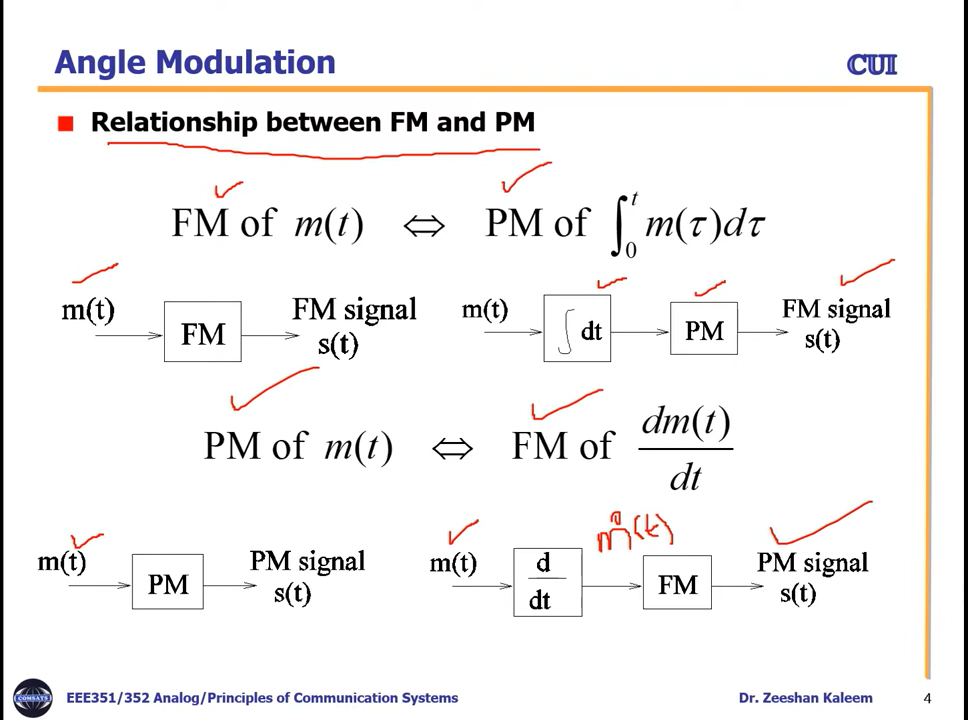 Angle Modulation
CUI
Relationship between FM and PM
FM of m(t) ⇔ PM of ∫₀ᵗ m(τ)dτ
m(t) FM FM signal s(t)
m(t) ∫ dt PM FM signal s(t)
PM of m(t) ⇔ FM of dm(t)/dt
m(t) PM PM signal s(t)
m(t) d/dt ṁ(t) FM PM signal s(t)
COMSATS
EEE351/352 Analog/Principles of Communication Systems
Dr. Zeeshan Kaleem
4